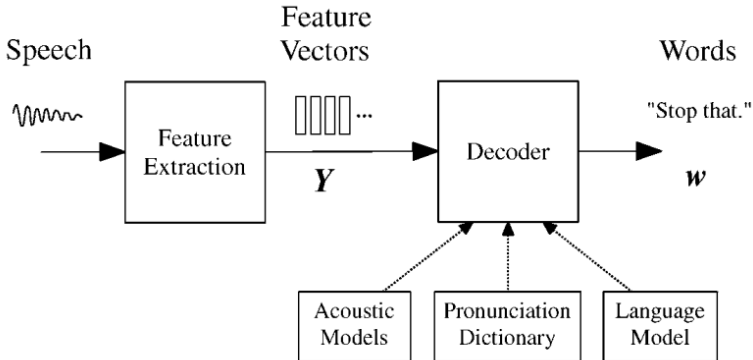 Speech
Feature
Vectors
Words
Feature
Extraction
Y
Decoder
"Stop that."
w
Acoustic
Models
Pronunciation
Dictionary
Language
Model